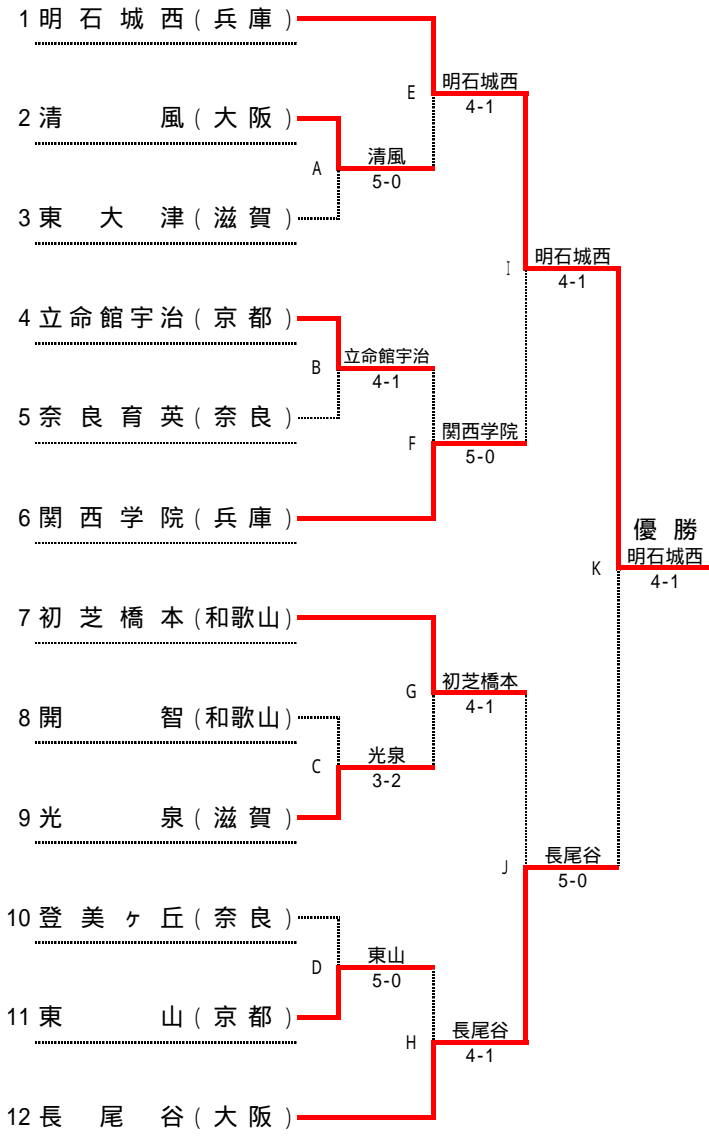 1 明石城西(兵庫)
E 明石城西
4-1
2 清風(大阪)
A 清風
5-0
3 東大津(滋賀)
I 明石城西
4-1
4 立命館宇治(京都)
B 立命館宇治
4-1
5 奈良育英(奈良)
F 関西学院
5-0
6 関西学院(兵庫)
優勝
K 明石城西
4-1
7 初芝橋本(和歌山)
G 初芝橋本
4-1
8 開智(和歌山)
C 光泉
3-2
9 光泉(滋賀)
J 長尾谷
5-0
10 登美ヶ丘(奈良)
D 東山
5-0
11 東山(京都)
H 長尾谷
4-1
12 長尾谷(大阪)